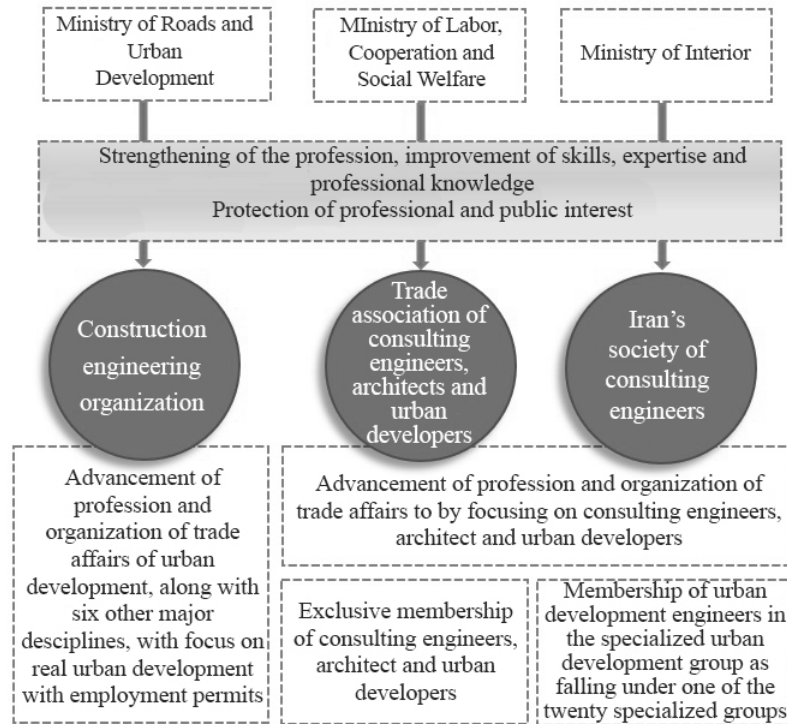 Ministry of Roads and
Urban
Development
MInistry of Labor,
Cooperation and
Social Welfare
Ministry of Interior
Strengthening of the profession, improvement of skills, expertise and
professional knowledge
Protection of professional and public interest
Construction
engineering
organization
Trade
association of
consulting
engineers,
architects and
urban
developers
Iran's
society of
consulting
engineers
Advancement of
profession and
organization of trade
affairs of urban
development, along with
six other major
desciplines, with focus on
real urban development
with employment permits
Advancement of profession and organization of
trade affairs to by focusing on consulting engineers,
architect and urban developers
Exclusive membership
of consulting engineers,
architect and urban
developers
Membership of urban
development engineers in
the specialized urban
development group as
falling under one of the
twenty specialized groups